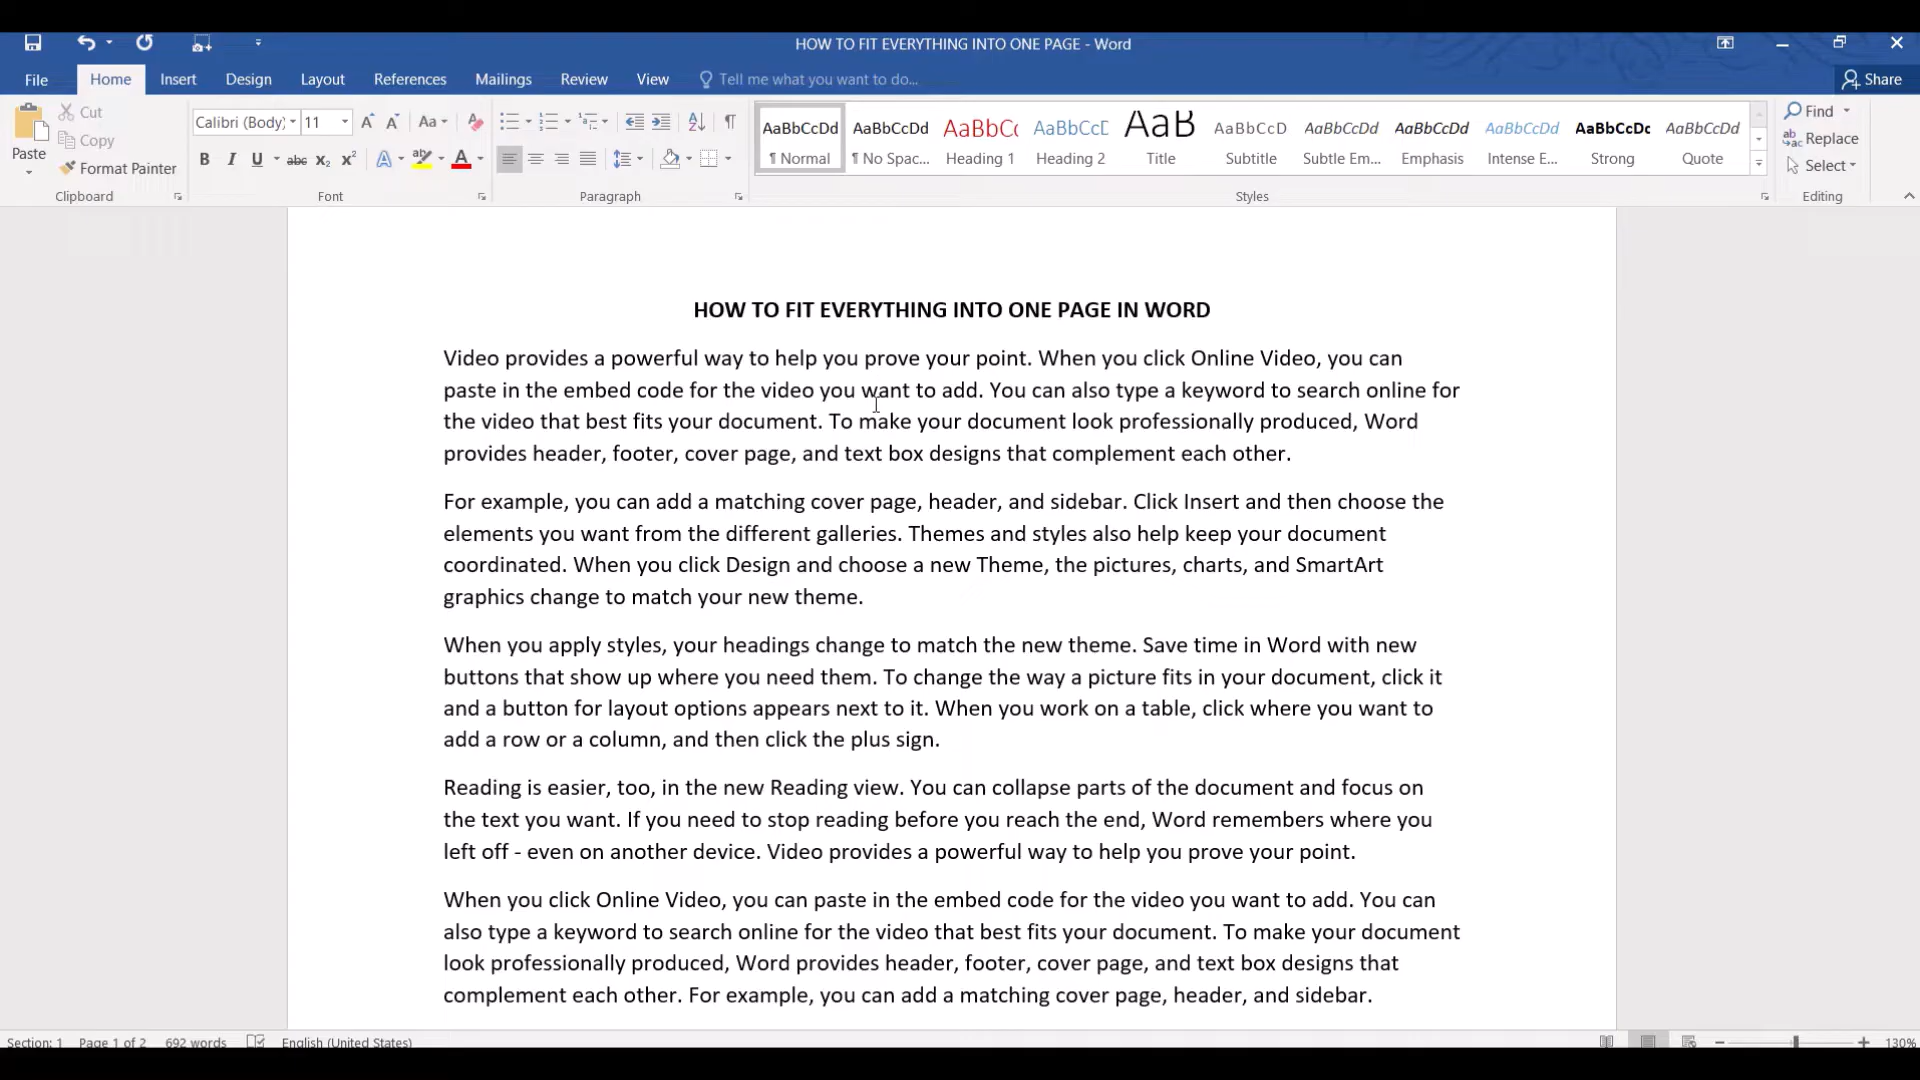 HOW TO FIT EVERYTHING INTO ONE PAGE - Word
File Home Insert Design Layout References Mailings Review View Tell me what you want to do... Share
Paste
Cut
Copy
Format Painter
Clipboard
Calibri (Body) 11 Aa
B I U abc X₂ X² A aby A
Font
Paragraph
AaBbCcDd AaBbCcDd AaBbCc AaBbCcD AaB AaBbCcD AaBbCcDd AaBbCcDd AaBbCcDd AaBbCcDc AaBbCcDd
¶ Normal ¶ No Spac... Heading 1 Heading 2 Title Subtitle Subtle Em... Emphasis Intense E... Strong Quote
Styles
Find
Replace
Select
Editing
HOW TO FIT EVERYTHING INTO ONE PAGE IN WORD
Video provides a powerful way to help you prove your point. When you click Online Video, you can
paste in the embed code for the video you want to add. You can also type a keyword to search online for
the video that best fits your document. To make your document look professionally produced, Word
provides header, footer, cover page, and text box designs that complement each other.
For example, you can add a matching cover page, header, and sidebar. Click Insert and then choose the
elements you want from the different galleries. Themes and styles also help keep your document
coordinated. When you click Design and choose a new Theme, the pictures, charts, and SmartArt
graphics change to match your new theme.
When you apply styles, your headings change to match the new theme. Save time in Word with new
buttons that show up where you need them. To change the way a picture fits in your document, click it
and a button for layout options appears next to it. When you work on a table, click where you want to
add a row or a column, and then click the plus sign.
Reading is easier, too, in the new Reading view. You can collapse parts of the document and focus on
the text you want. If you need to stop reading before you reach the end, Word remembers where you
left off - even on another device. Video provides a powerful way to help you prove your point.
When you click Online Video, you can paste in the embed code for the video you want to add. You can
also type a keyword to search online for the video that best fits your document. To make your document
look professionally produced, Word provides header, footer, cover page, and text box designs that
complement each other. For example, you can add a matching cover page, header, and sidebar.
Section: 1 Page 1 of 2 692 words English (United States) 130%